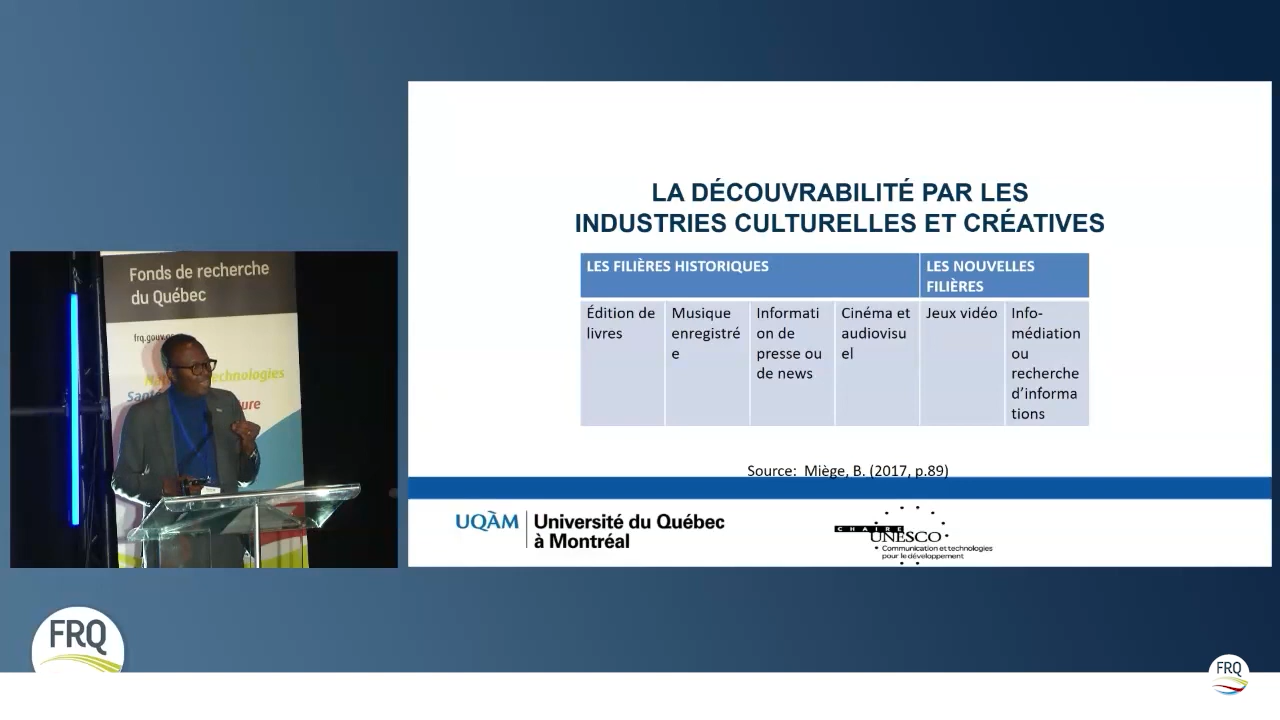 LA DÉCOUVRABILITÉ PAR LES
INDUSTRIES CULTURELLES ET CRÉATIVES
LES FILIÈRES HISTORIQUES
LES NOUVELLES
FILIÈRES
Édition de
livres
Musique
enregistré
e
Informati
on de
presse ou
de news
Cinéma et
audiovisu
el
Jeux vidéo
Info-
médiation
ou
recherche
d'informa
tions
Source: Miège, B. (2017, p.89)
UQÀM
Université du Québec
à Montréal
CHAIRE
UNESCO
Communication et technologies
pour le développement
Fonds de recherche
du Québec
frq.gouv
technologies
ure
FRQ
FRQ